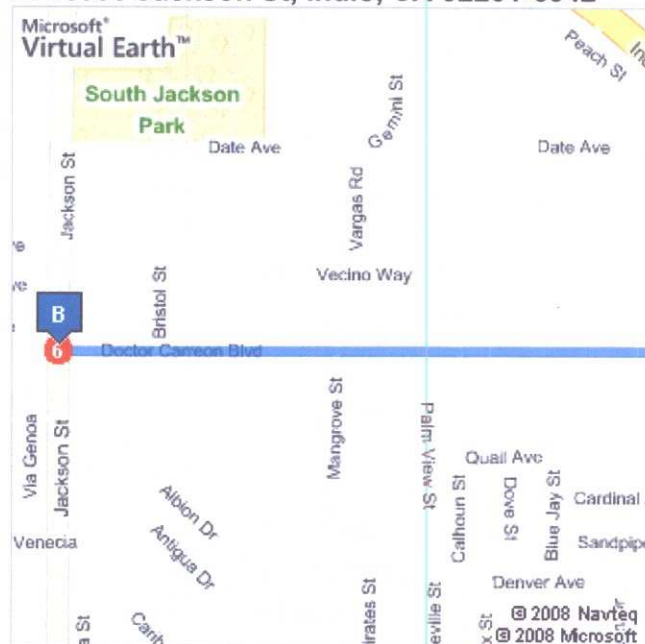 Microsoft®
Virtual Earth™
South Jackson
Park
Peach St
Gemini St
Date Ave
Date Ave
Jackson St
Vargas Rd
Vecino Way
Bristol St
B
6
Doctor Carreon Blvd
Mangrove St
Palm View St
Via Genoa
Jackson St
Quail Ave
Calhoun St
Dove St
Blue Jay St
Cardinal
Albion Dr
Antigua Dr
Venecia
Denver Ave
© 2008 Navteq
© 2008 Microsoft